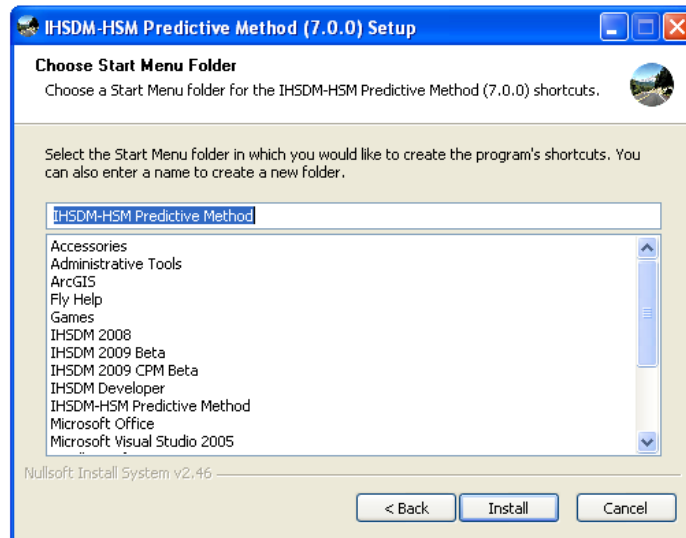 IHSDM-HSM Predictive Method (7.0.0) Setup
Choose Start Menu Folder
Choose a Start Menu folder for the IHSDM-HSM Predictive Method (7.0.0) shortcuts.
Select the Start Menu folder in which you would like to create the program's shortcuts. You
can also enter a name to create a new folder.
IHSDM-HSM Predictive Method
Accessories
Administrative Tools
ArcGIS
Fly Help
Games
IHSDM 2008
IHSDM 2009 Beta
IHSDM 2009 CPM Beta
IHSDM Developer
IHSDM-HSM Predictive Method
Microsoft Office
Microsoft Visual Studio 2005
Nullsoft Install System v2.46
< Back Install Cancel